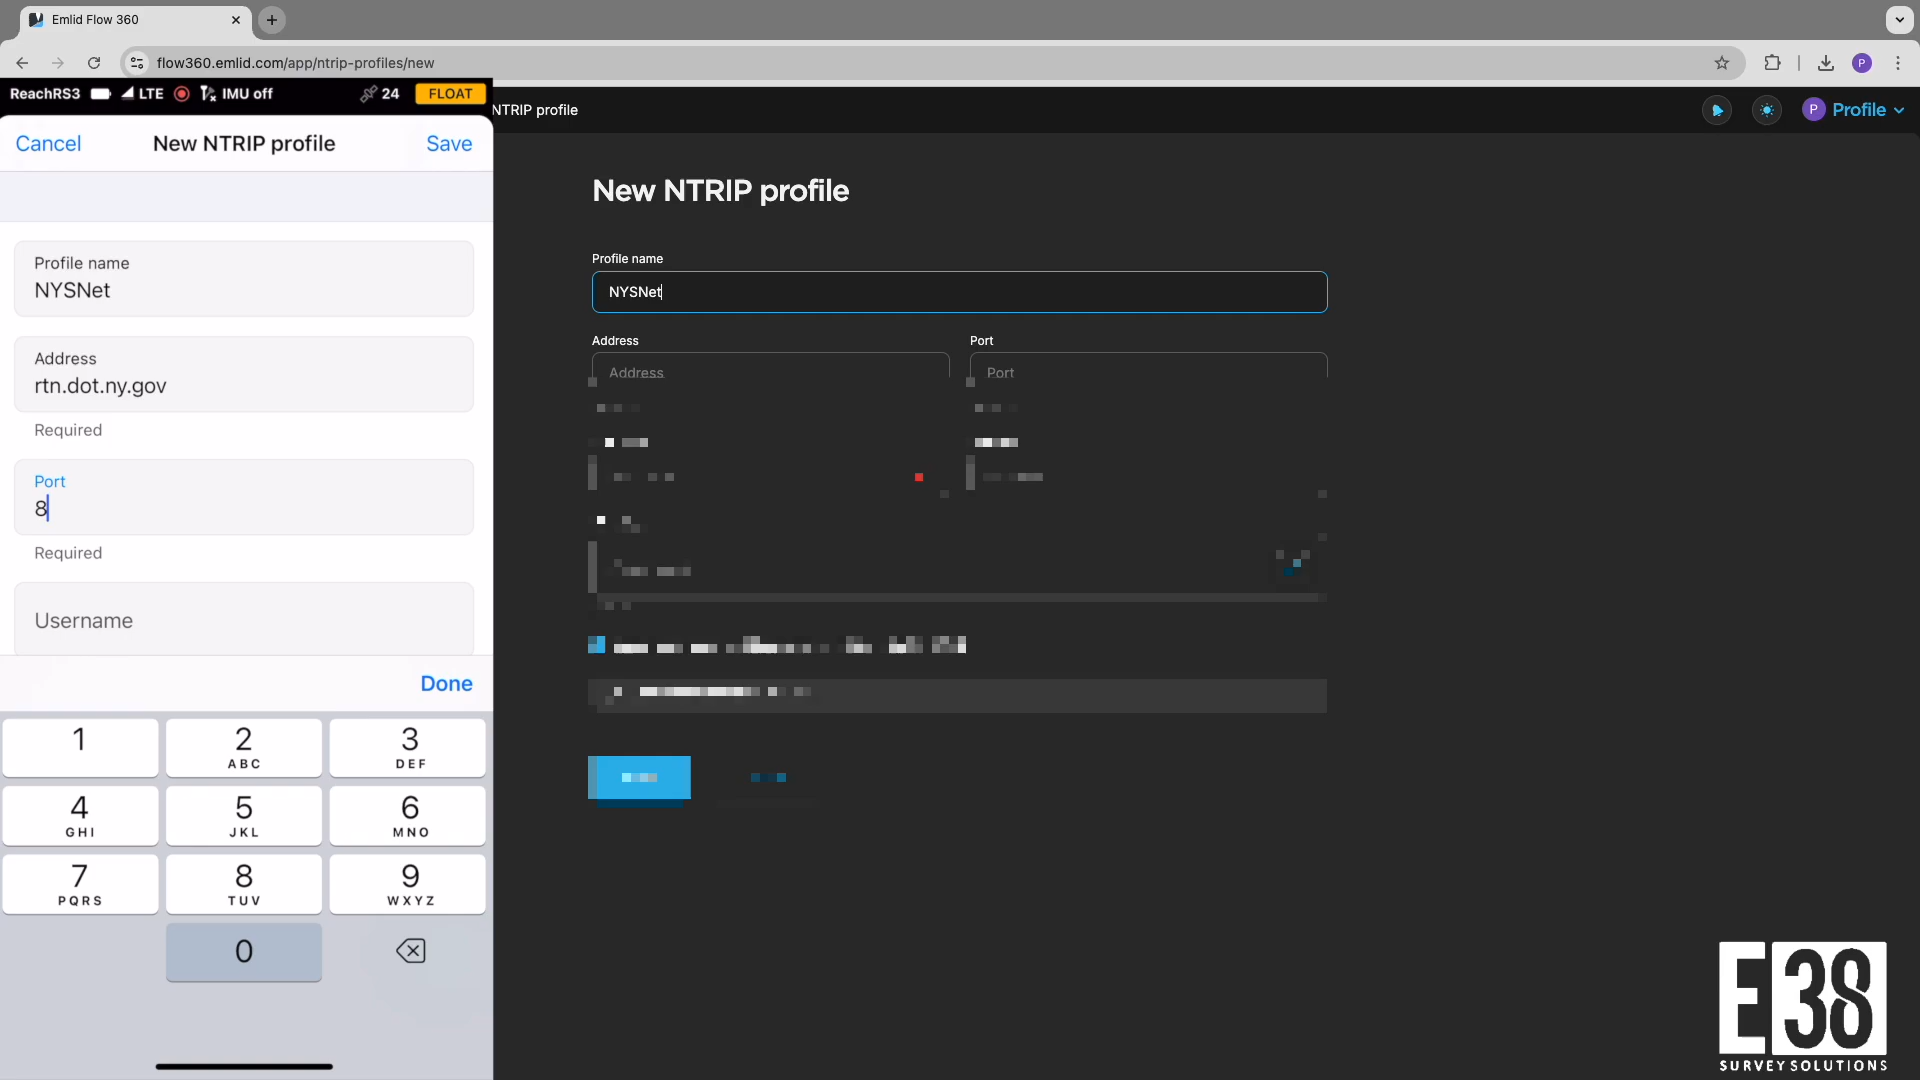 Emlid Flow 360
flow360.emlid.com/app/ntrip-profiles/new
P
ReachRS3 LTE IMU off 24 FLOAT
NTRIP profile
P Profile
Cancel New NTRIP profile Save
New NTRIP profile
Profile name
NYSNet
Profile name
NYSNet
Address
rtn.dot.ny.gov
Required
Address Port
Address Port
Port
8
Required
Username
Done
1 2 ABC 3 DEF
4 GHI 5 JKL 6 MNO
7 PQRS 8 TUV 9 WXYZ
0
E38
SURVEY SOLUTIONS